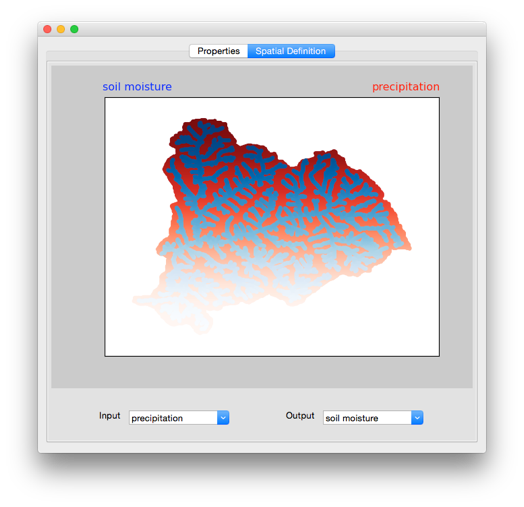 Properties Spatial Definition
soil moisture precipitation
Input precipitation Output soil moisture